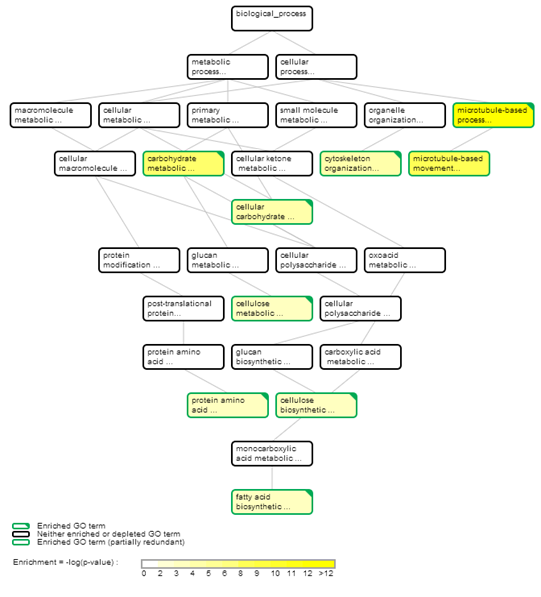 biological_process
metabolic
process...
cellular
process...
macromolecule
metabolic ...
cellular
metabolic ...
primary
metabolic ...
small molecule
metabolic ...
organelle
organization...
microtubule-based
process...
cellular
macromolecule ...
carbohydrate
metabolic ...
cellular ketone
metabolic ...
cytoskeleton
organization...
microtubule-based
movement...
cellular
carbohydrate ...
protein
modification ...
glucan
metabolic ...
cellular
polysaccharide ...
oxoacid
metabolic ...
post-translational
protein...
cellulose
metabolic ...
cellular
polysaccharide ...
protein amino
acid ...
glucan
biosynthetic ...
carboxylic acid
metabolic ...
protein amino
acid ...
cellulose
biosynthetic ...
monocarboxylic
acid metabolic ...
fatty acid
biosynthetic ...
Enriched GO term
Neither enriched or depleted GO term
Enriched GO term (partially redundant)
Enrichment = -log(p-value) :
0 2 3 4 5 6 7 8 9 10 11 12 >12